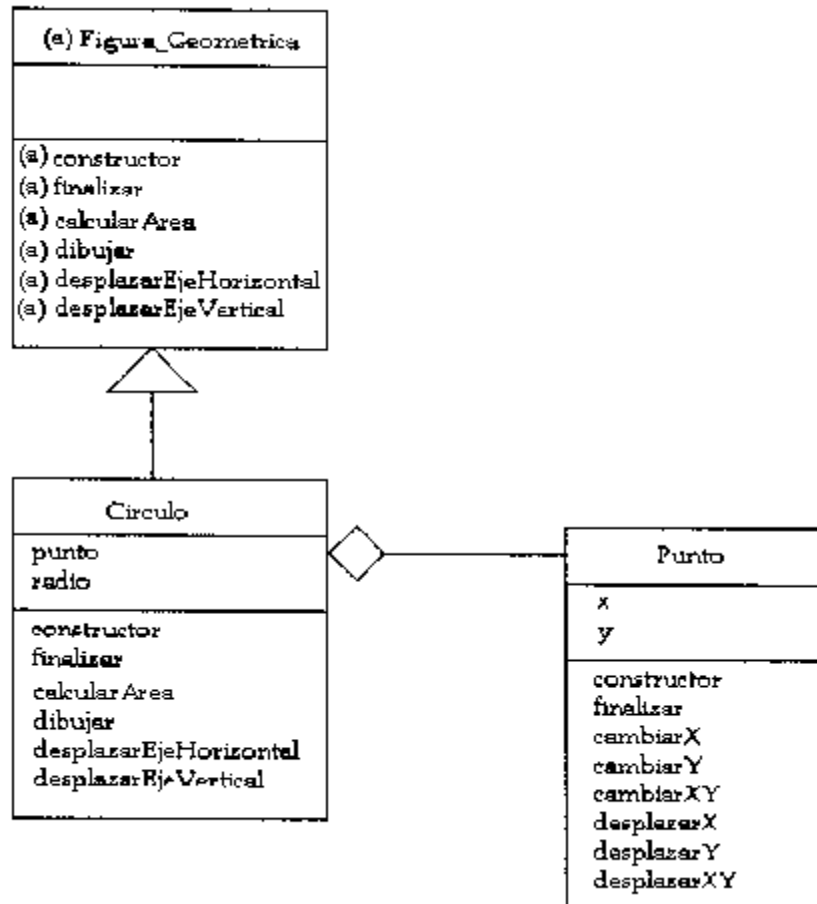 (a) Figura_Geometrica
(a) constructor
(a) finalizar
(a) calcularArea
(a) dibujar
(a) desplazarEjeHorizontal
(a) desplazarEjeVertical
Circulo
punto
radio
constructor
finalizar
calcularArea
dibujar
desplazarEjeHorizontal
desplazarEjeVertical
Punto
x
y
constructor
finalizar
cambiarX
cambiarY
cambiarXY
desplazarX
desplazarY
desplazarXY